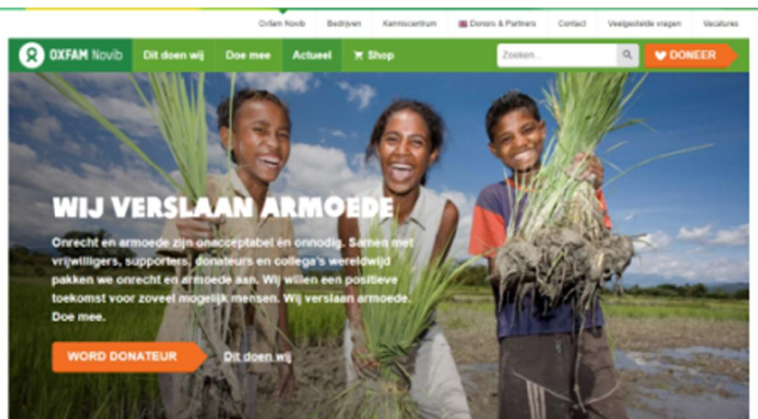 Oxfam Novib Bedrijven Kenniscentrum Donors & Partners Contact Veelgestelde vragen Vacatures
OXFAM Novib Dit doen wij Doe mee Actueel Shop Zoeken... DONEER
WIJ VERSLAAN ARMOEDE
Onrecht en armoede zijn onacceptabel én onnodig. Samen met
vrijwilligers, supporters, donateurs en collega's wereldwijd
pakken we onrecht en armoede aan. Wij willen een positieve
toekomst voor zoveel mogelijk mensen. Wij verslaan armoede.
Doe mee.
WORD DONATEUR Dit doen wij